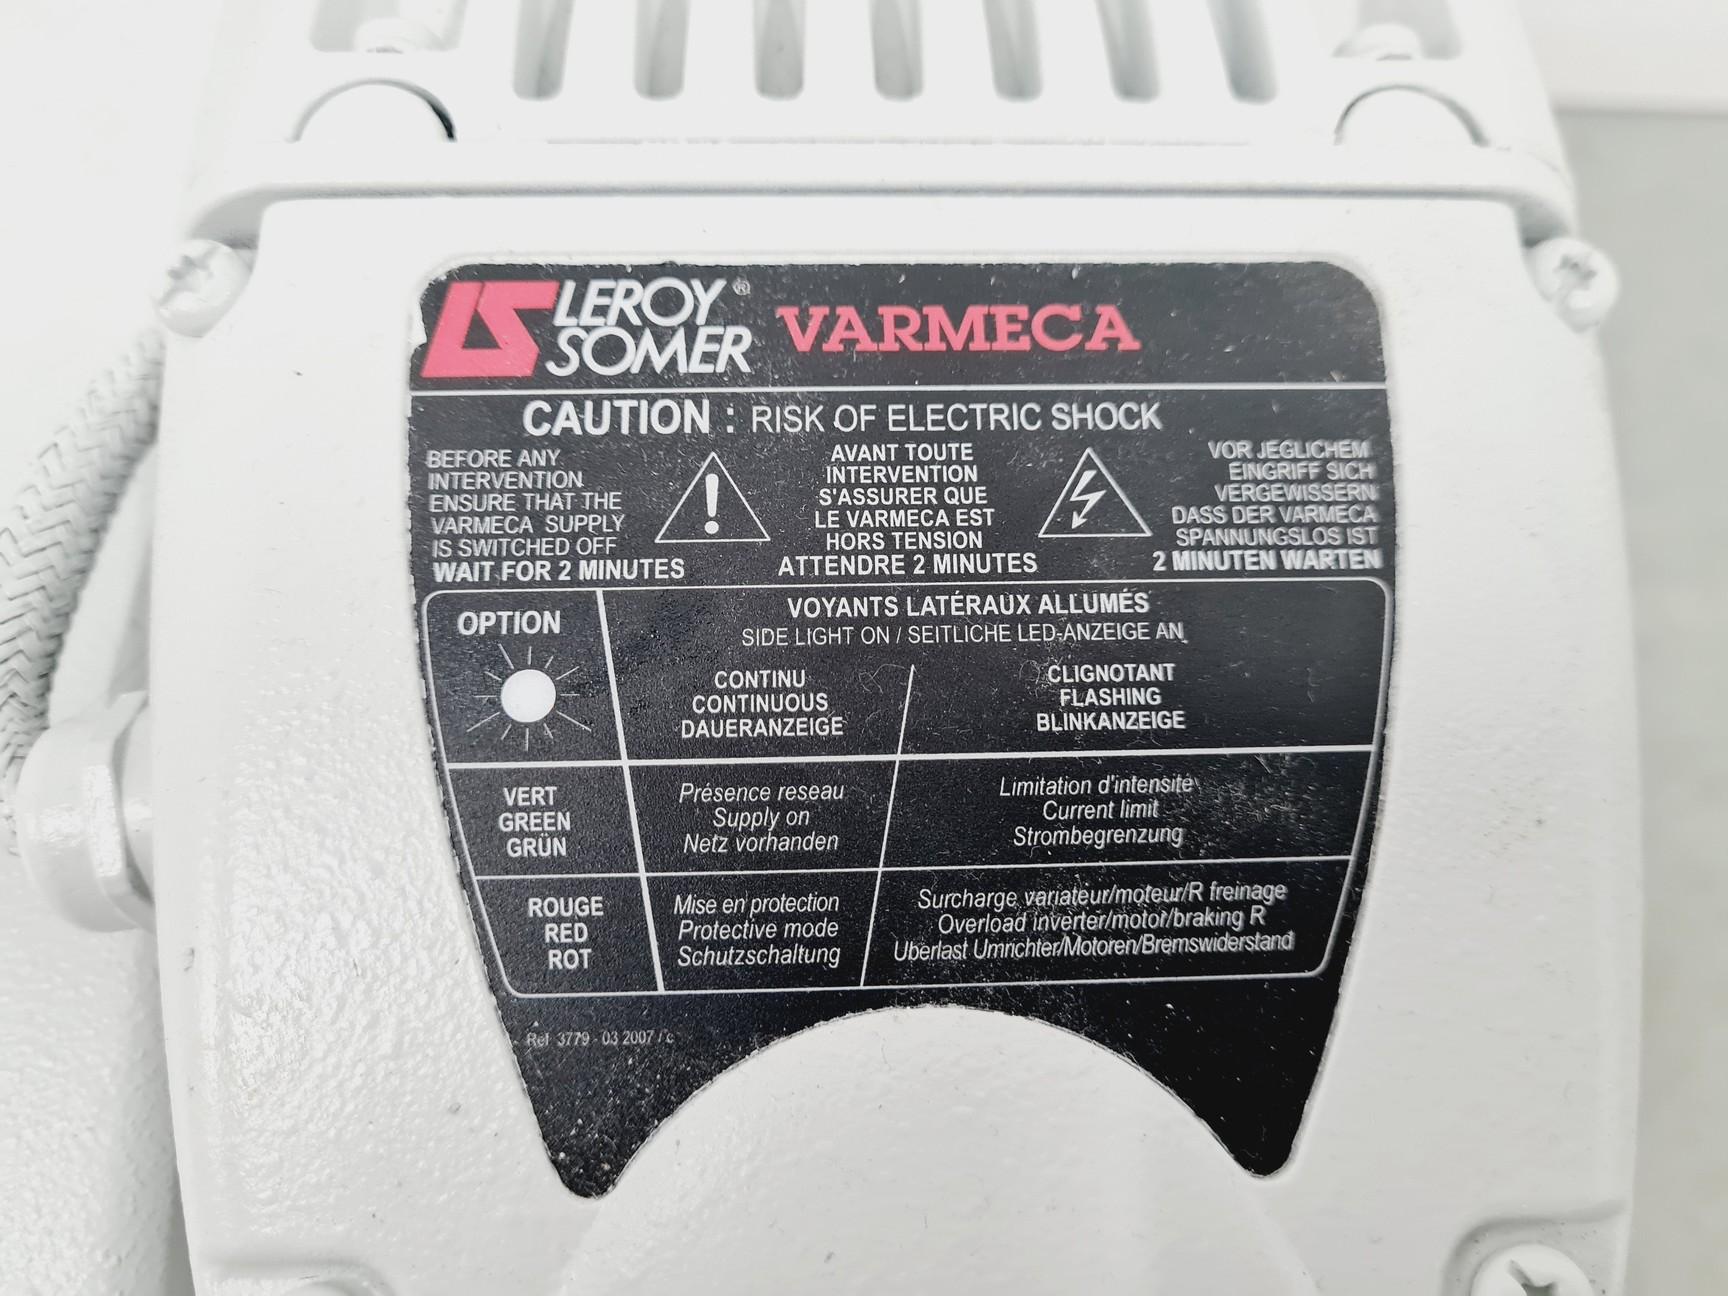 LEROY®
SOMER
VARMECA
CAUTION : RISK OF ELECTRIC SHOCK
BEFORE ANY
INTERVENTION
ENSURE THAT THE
VARMECA SUPPLY
IS SWITCHED OFF
WAIT FOR 2 MINUTES
AVANT TOUTE
INTERVENTION
S'ASSURER QUE
LE VARMECA EST
HORS TENSION
ATTENDRE 2 MINUTES
VOR JEGLICHEM
EINGRIFF SICH
VERGEWISSERN
DASS DER VARMECA
SPANNUNGSLOS IST
2 MINUTEN WARTEN
OPTION
VOYANTS LATÉRAUX ALLUMÉS
SIDE LIGHT ON / SEITLICHE LED-ANZEIGE AN
CONTINU
CONTINUOUS
DAUERANZEIGE
CLIGNOTANT
FLASHING
BLINKANZEIGE
VERT
GREEN
GRÜN
Présence reseau
Supply on
Netz vorhanden
Limitation d'intensité
Current limit
Strombegrenzung
ROUGE
RED
ROT
Mise en protection
Protective mode
Schutzschaltung
Surcharge variateur/moteur/R freinage
Overload inverter/motor/braking R
Uberlast Umrichter/Motoren/Bremswiderstand
Ref 3779 - 03 2007 / c